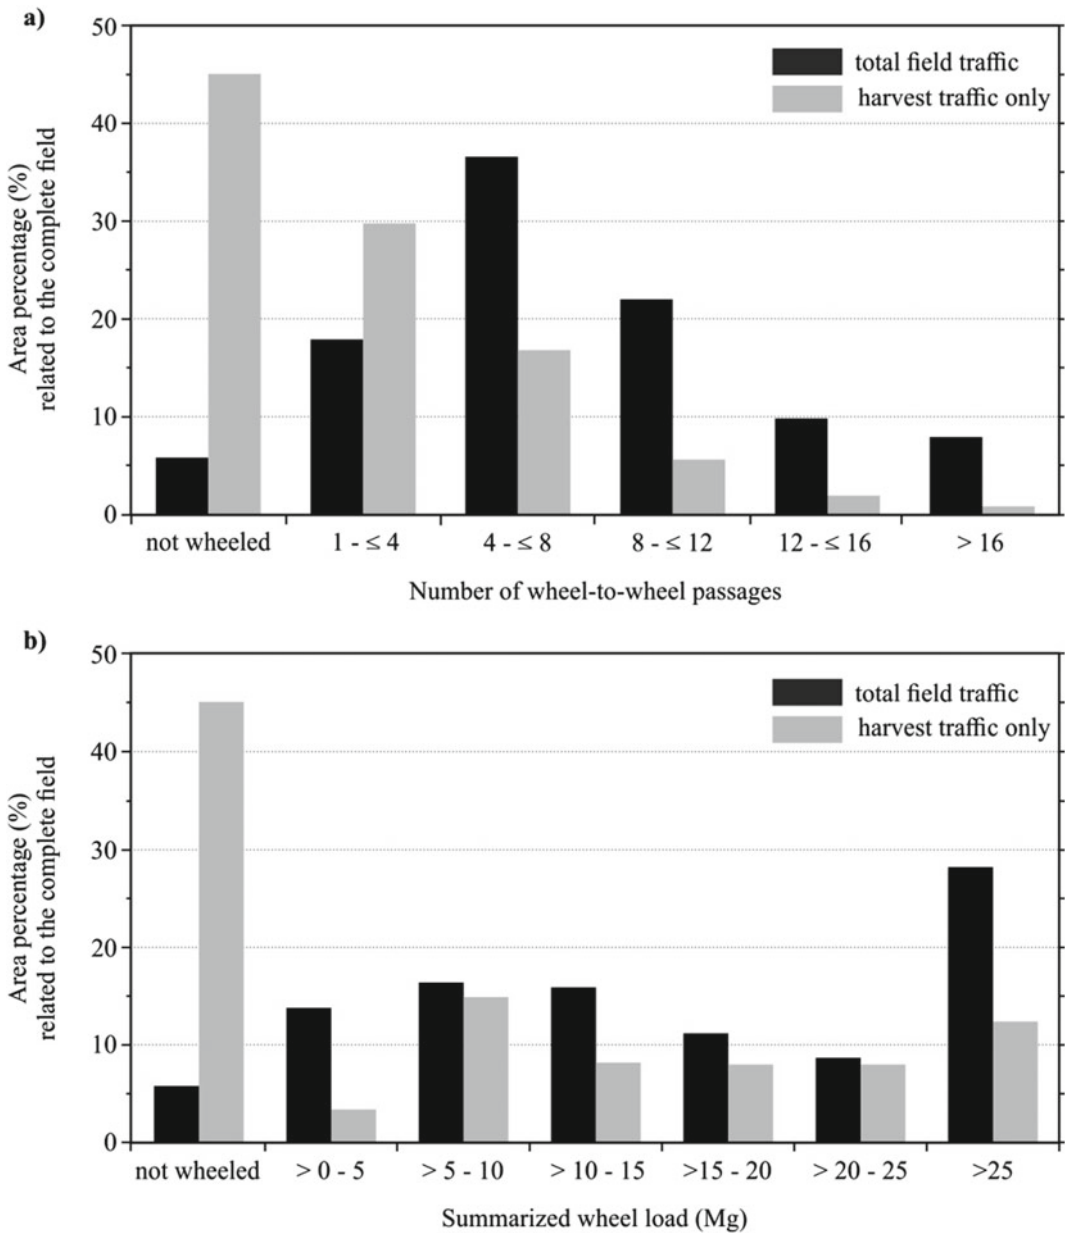 a)
50
40
30
20
10
0
Area percentage (%)
related to the complete field
total field traffic
harvest traffic only
not wheeled
1 - ≤ 4
4 - ≤ 8
8 - ≤ 12
12 - ≤ 16
> 16
Number of wheel-to-wheel passages
b)
50
40
30
20
10
0
Area percentage (%)
related to the complete field
total field traffic
harvest traffic only
not wheeled
> 0 - 5
> 5 - 10
> 10 - 15
>15 - 20
> 20 - 25
>25
Summarized wheel load (Mg)